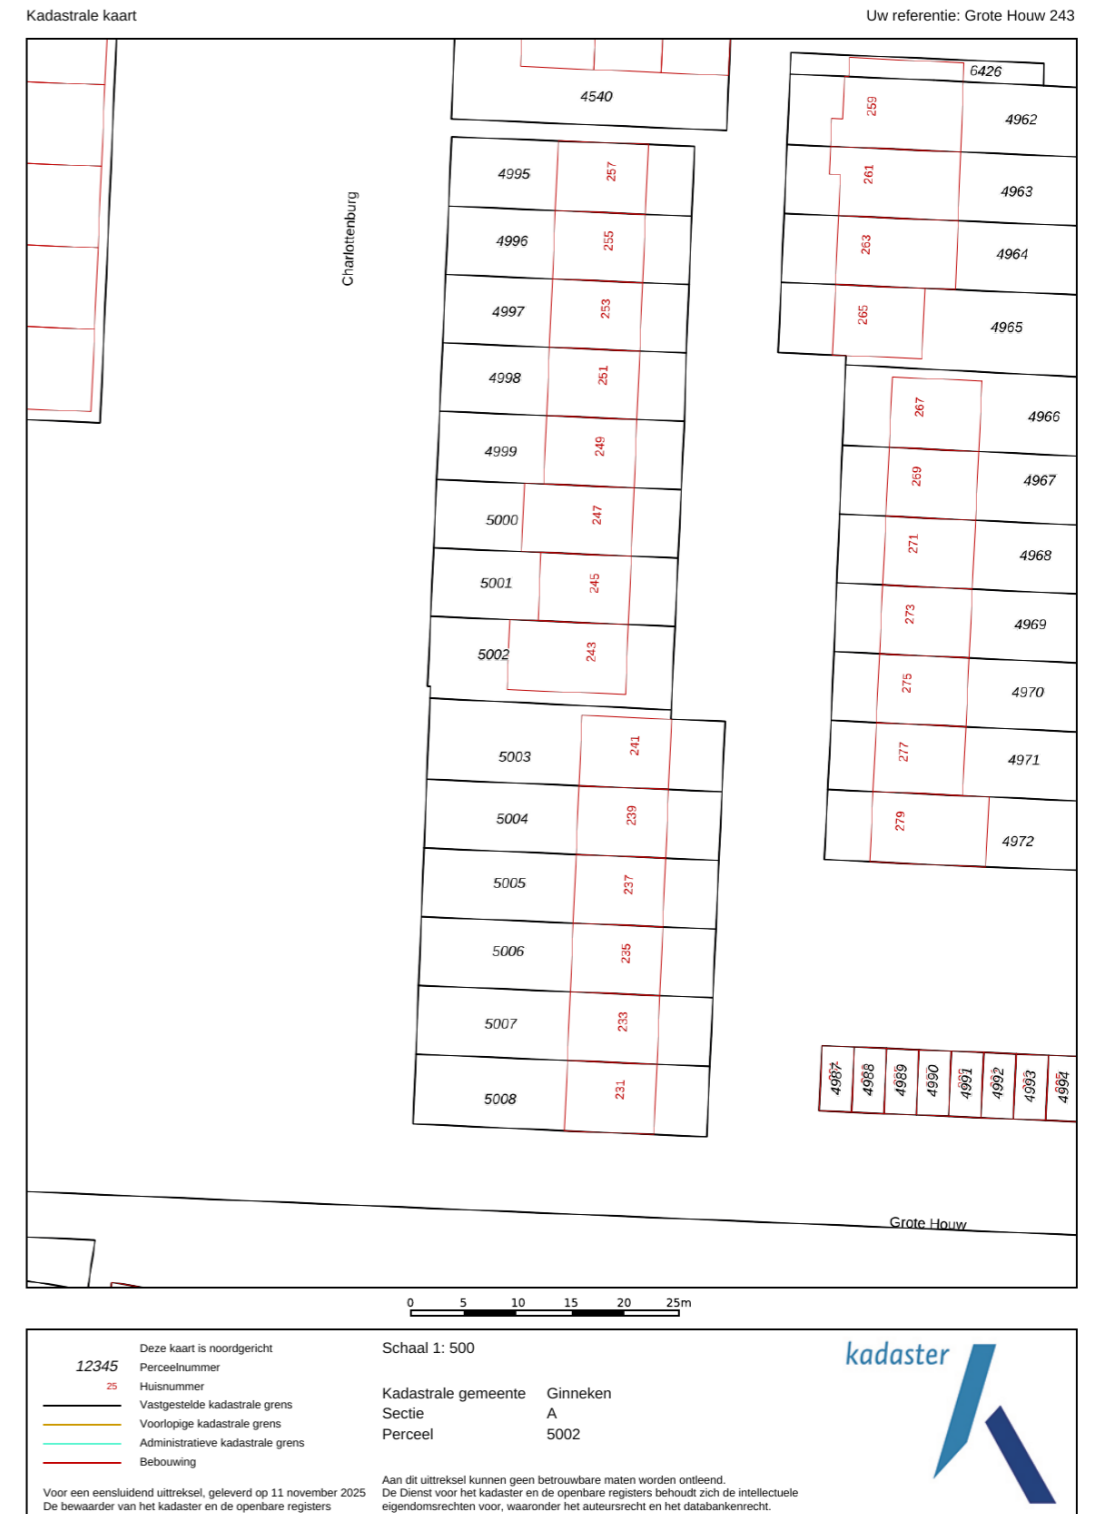 Kadastrale kaart
Uw referentie: Grote Houw 243
6426
4540
259
4962
4995
257
261
4963
Charlottenburg
4996
255
263
4964
4997
253
265
4965
4998
251
267
4966
4999
249
269
4967
5000
247
271
4968
5001
245
273
4969
5002
243
275
4970
5003
241
277
4971
5004
239
279
4972
5005
237
5006
235
5007
233
5008
231
4987
4988
4989
4990
4991
4992
4993
4994
Grote Houw
0 5 10 15 20 25m
Deze kaart is noordgericht
12345 Perceelnummer
25 Huisnummer
Vastgestelde kadastrale grens
Voorlopige kadastrale grens
Administratieve kadastrale grens
Bebouwing
Voor een eensluidend uittreksel, geleverd op 11 november 2025
De bewaarder van het kadaster en de openbare registers
Schaal 1: 500
Kadastrale gemeente Ginneken
Sectie A
Perceel 5002
Aan dit uittreksel kunnen geen betrouwbare maten worden ontleend.
De Dienst voor het kadaster en de openbare registers behoudt zich de intellectuele
eigendomsrechten voor, waaronder het auteursrecht en het databankenrecht.
kadaster